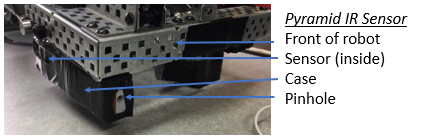 Pyramid IR Sensor
Front of robot
Sensor (inside)
Case
Pinhole